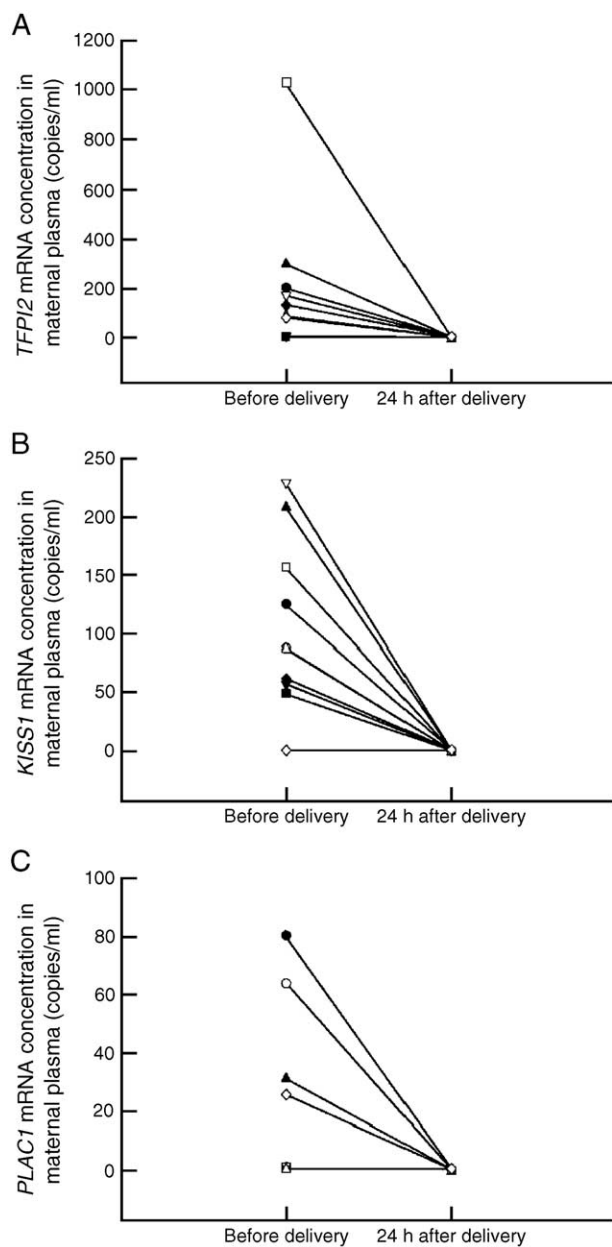 A
TFPI2 mRNA concentration in
maternal plasma (copies/ml)
1200
1000
800
600
400
200
0
Before delivery 24 h after delivery
B
KISS1 mRNA concentration in
maternal plasma (copies/ml)
250
200
150
100
50
0
Before delivery 24 h after delivery
C
PLAC1 mRNA concentration in
maternal plasma (copies/ml)
100
80
60
40
20
0
Before delivery 24 h after delivery